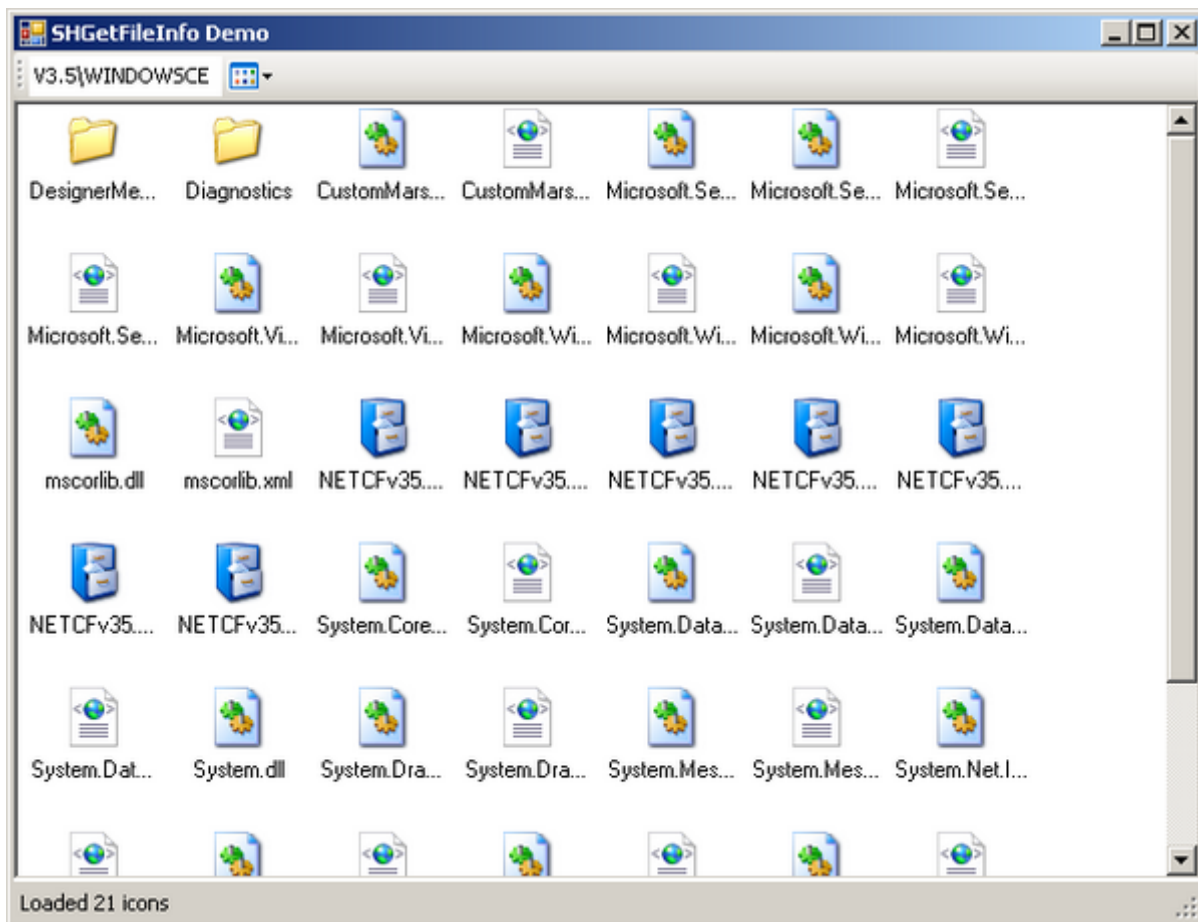 SHGetFileInfo Demo
V3.5\WINDOWSCE
DesignerMe... Diagnostics CustomMars... CustomMars... Microsoft.Se... Microsoft.Se... Microsoft.Se...
Microsoft.Se... Microsoft.Vi... Microsoft.Vi... Microsoft.Wi... Microsoft.Wi... Microsoft.Wi... Microsoft.Wi...
mscorlib.dll mscorlib.xml NETCFv35.... NETCFv35.... NETCFv35.... NETCFv35.... NETCFv35....
NETCFv35.... NETCFv35... System.Core... System.Cor... System.Data... System.Data... System.Data...
System.Dat... System.dll System.Dra... System.Dra... System.Mes... System.Mes... System.Net.I...
Loaded 21 icons